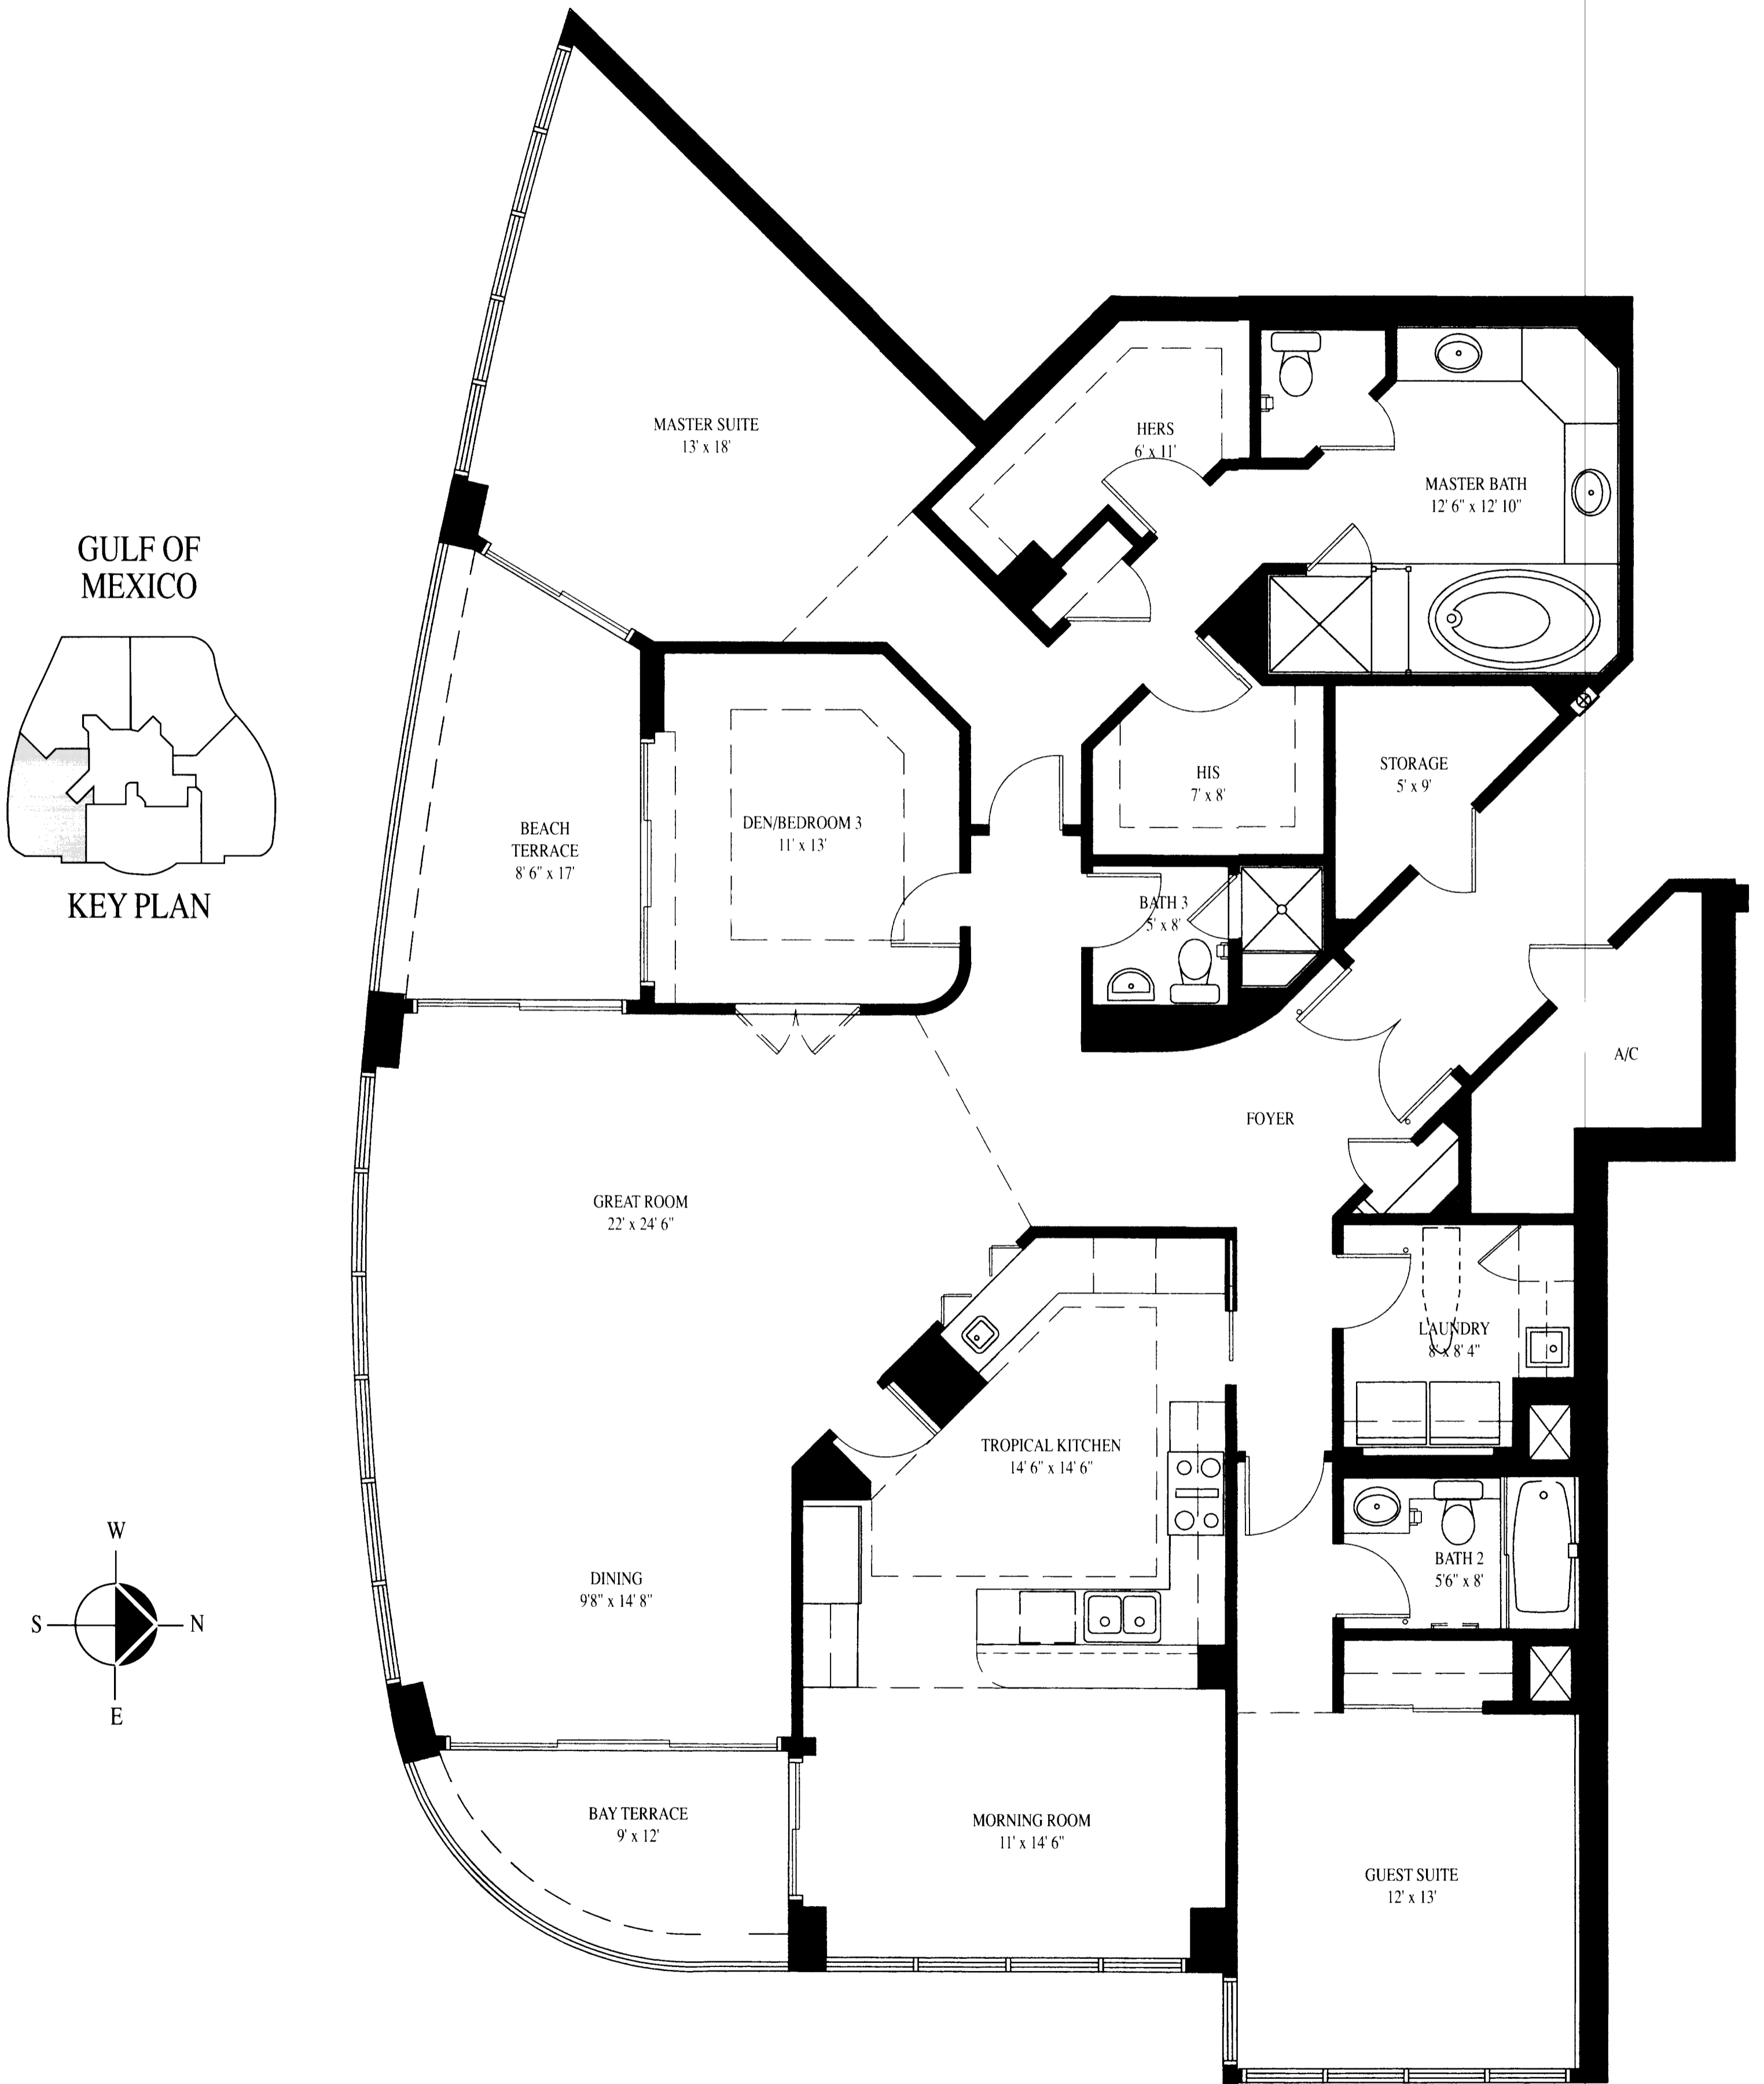 MASTER SUITE
13' x 18'
HERS
6' x 11'
MASTER BATH
12' 6" x 12' 10"
GULF OF
MEXICO
KEY PLAN
BEACH
TERRACE
8' 6" x 17'
DEN/BEDROOM 3
11' x 13'
HIS
7' x 8'
STORAGE
5' x 9'
BATH 3
5' x 8'
A/C
FOYER
GREAT ROOM
22' x 24' 6"
LAUNDRY
8' x 8' 4"
TROPICAL KITCHEN
14' 6" x 14' 6"
BATH 2
5'6" x 8'
DINING
9'8" x 14' 8"
W
S
N
E
BAY TERRACE
9' x 12'
MORNING ROOM
11' x 14' 6"
GUEST SUITE
12' x 13'